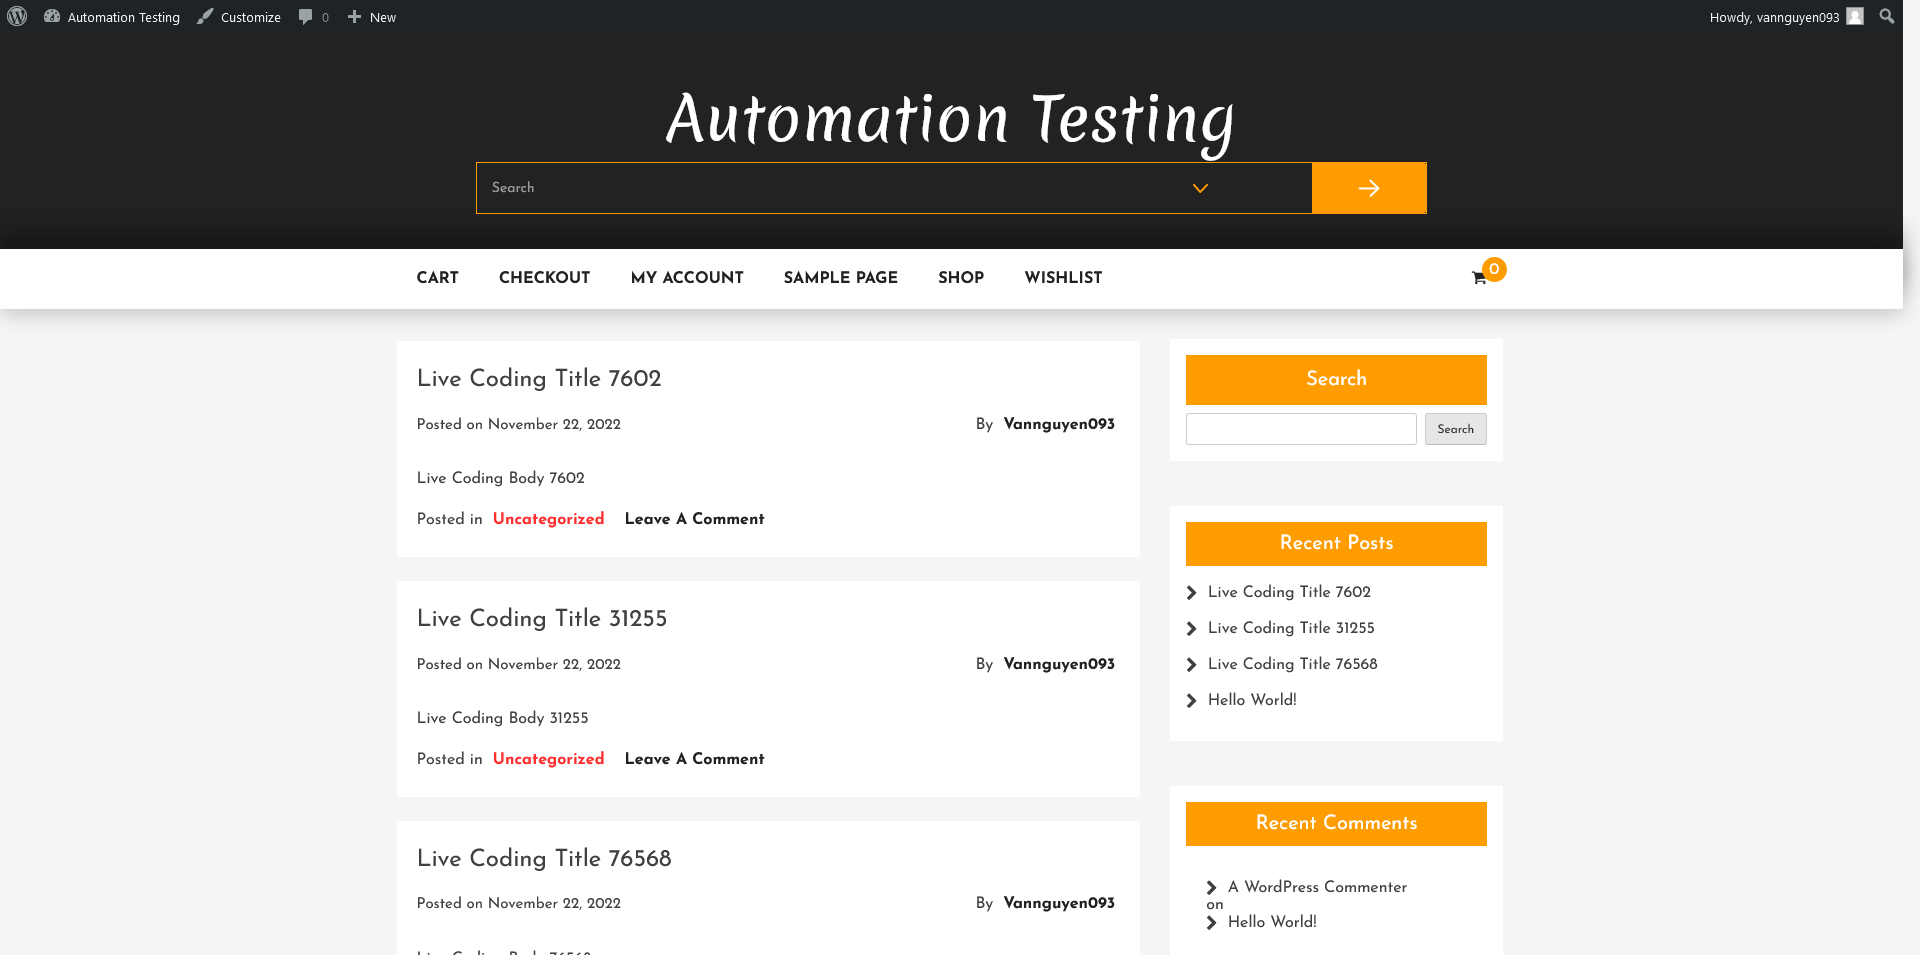 Automation Testing Customize 0 New Howdy, vannguyen093
Automation Testing
Search
CART CHECKOUT MY ACCOUNT SAMPLE PAGE SHOP WISHLIST 0
Live Coding Title 7602
Posted on November 22, 2022 By Vannguyen093
Live Coding Body 7602
Posted in Uncategorized Leave A Comment
Live Coding Title 31255
Posted on November 22, 2022 By Vannguyen093
Live Coding Body 31255
Posted in Uncategorized Leave A Comment
Live Coding Title 76568
Posted on November 22, 2022 By Vannguyen093
Live Coding Body 76568
Search
Search
Recent Posts
Live Coding Title 7602
Live Coding Title 31255
Live Coding Title 76568
Hello World!
Recent Comments
A WordPress Commenter
on
Hello World!